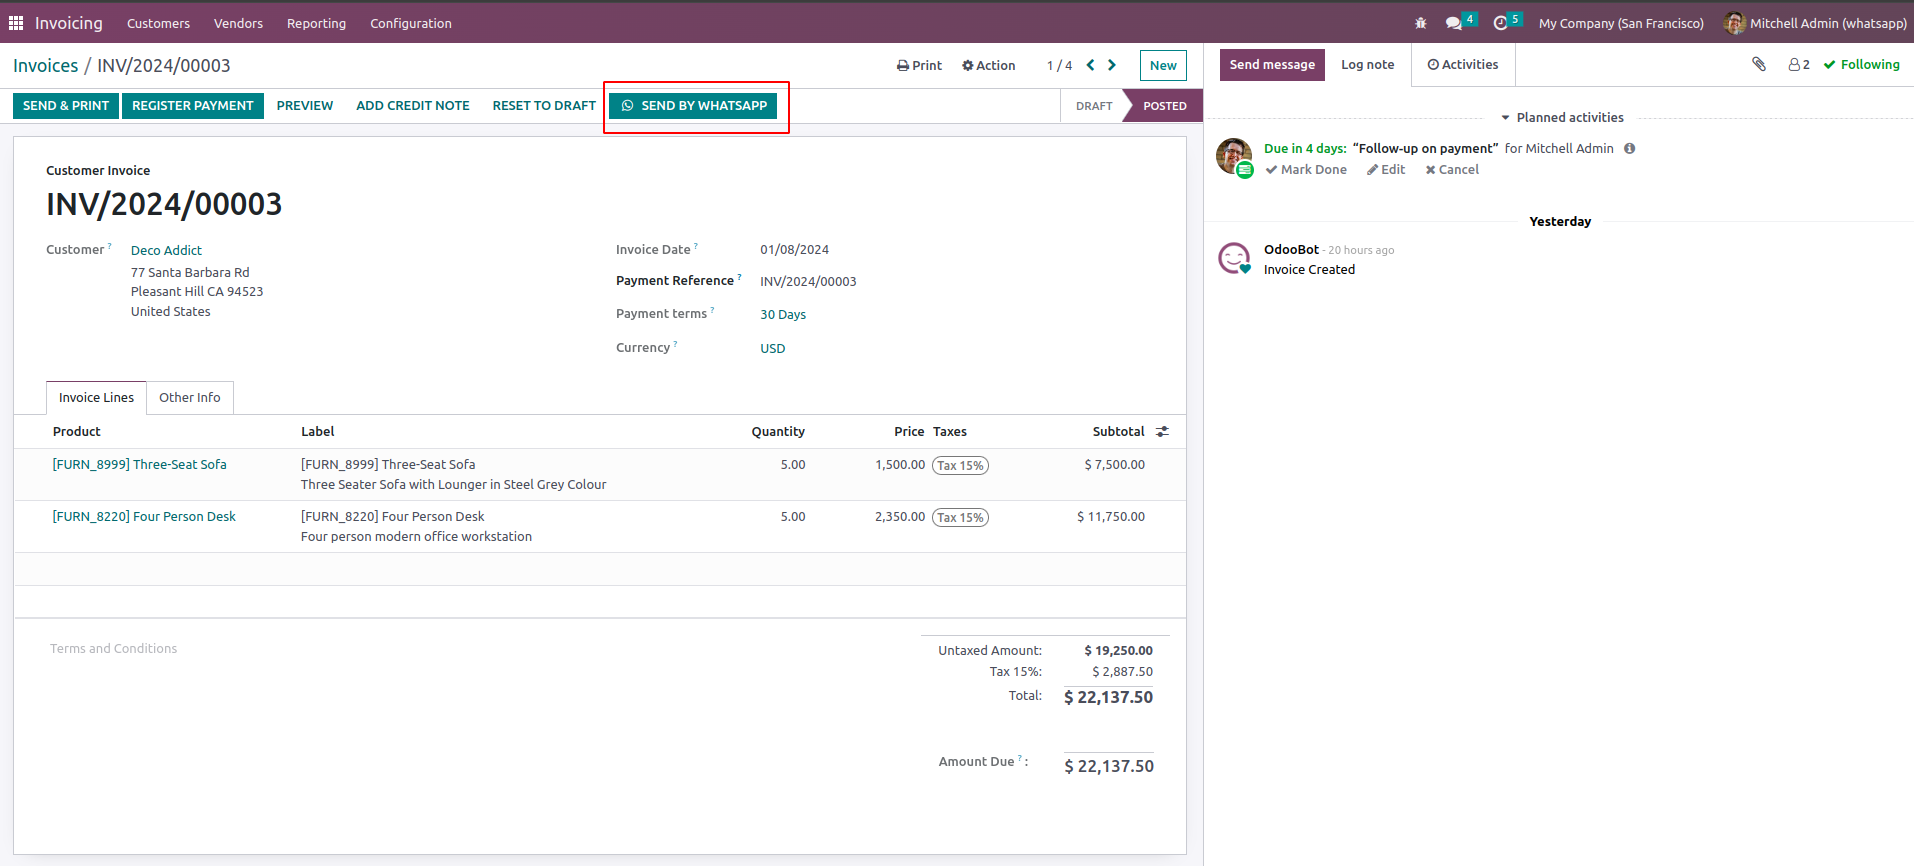 Invoicing Customers Vendors Reporting Configuration 4 5 My Company (San Francisco) Mitchell Admin (whatsapp)
Invoices / INV/2024/00003 Print Action 1 / 4 New
SEND & PRINT REGISTER PAYMENT PREVIEW ADD CREDIT NOTE RESET TO DRAFT SEND BY WHATSAPP DRAFT POSTED
Customer Invoice
INV/2024/00003
Customer ? Deco Addict
77 Santa Barbara Rd
Pleasant Hill CA 94523
United States
Invoice Date ? 01/08/2024
Payment Reference ? INV/2024/00003
Payment terms ? 30 Days
Currency ? USD
Invoice Lines Other Info
Product Label Quantity Price Taxes Subtotal
[FURN_8999] Three-Seat Sofa [FURN_8999] Three-Seat Sofa 5.00 1,500.00 Tax 15% $ 7,500.00
Three Seater Sofa with Lounger in Steel Grey Colour
[FURN_8220] Four Person Desk [FURN_8220] Four Person Desk 5.00 2,350.00 Tax 15% $ 11,750.00
Four person modern office workstation
Terms and Conditions
Untaxed Amount: $ 19,250.00
Tax 15%: $ 2,887.50
Total: $ 22,137.50
Amount Due ? : $ 22,137.50
Send message Log note Activities 2 Following
Planned activities
Due in 4 days: “Follow-up on payment” for Mitchell Admin
Mark Done Edit Cancel
Yesterday
OdooBot - 20 hours ago
Invoice Created